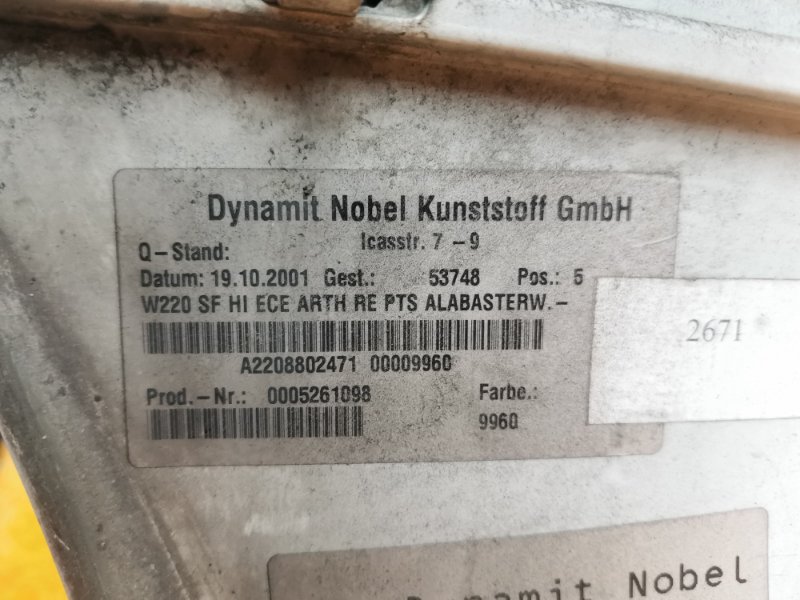 Dynamit Nobel Kunststoff GmbH
Icasstr. 7 - 9
Q-Stand:
Datum: 19.10.2001 Gest.: 53748 Pos.: 5
W220 SF HI ECE ARTH RE PTS ALABASTERW.-
A2208802471 00009960
Prod.-Nr.: 0005261098 Farbe.:
9960
2671
Dynamit Nobel